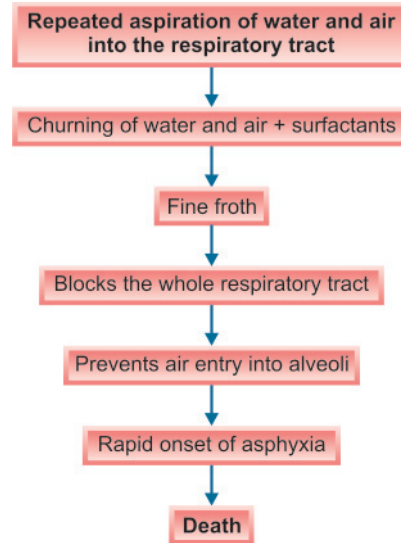 Repeated aspiration of water and air
into the respiratory tract
Churning of water and air + surfactants
Fine froth
Blocks the whole respiratory tract
Prevents air entry into alveoli
Rapid onset of asphyxia
Death